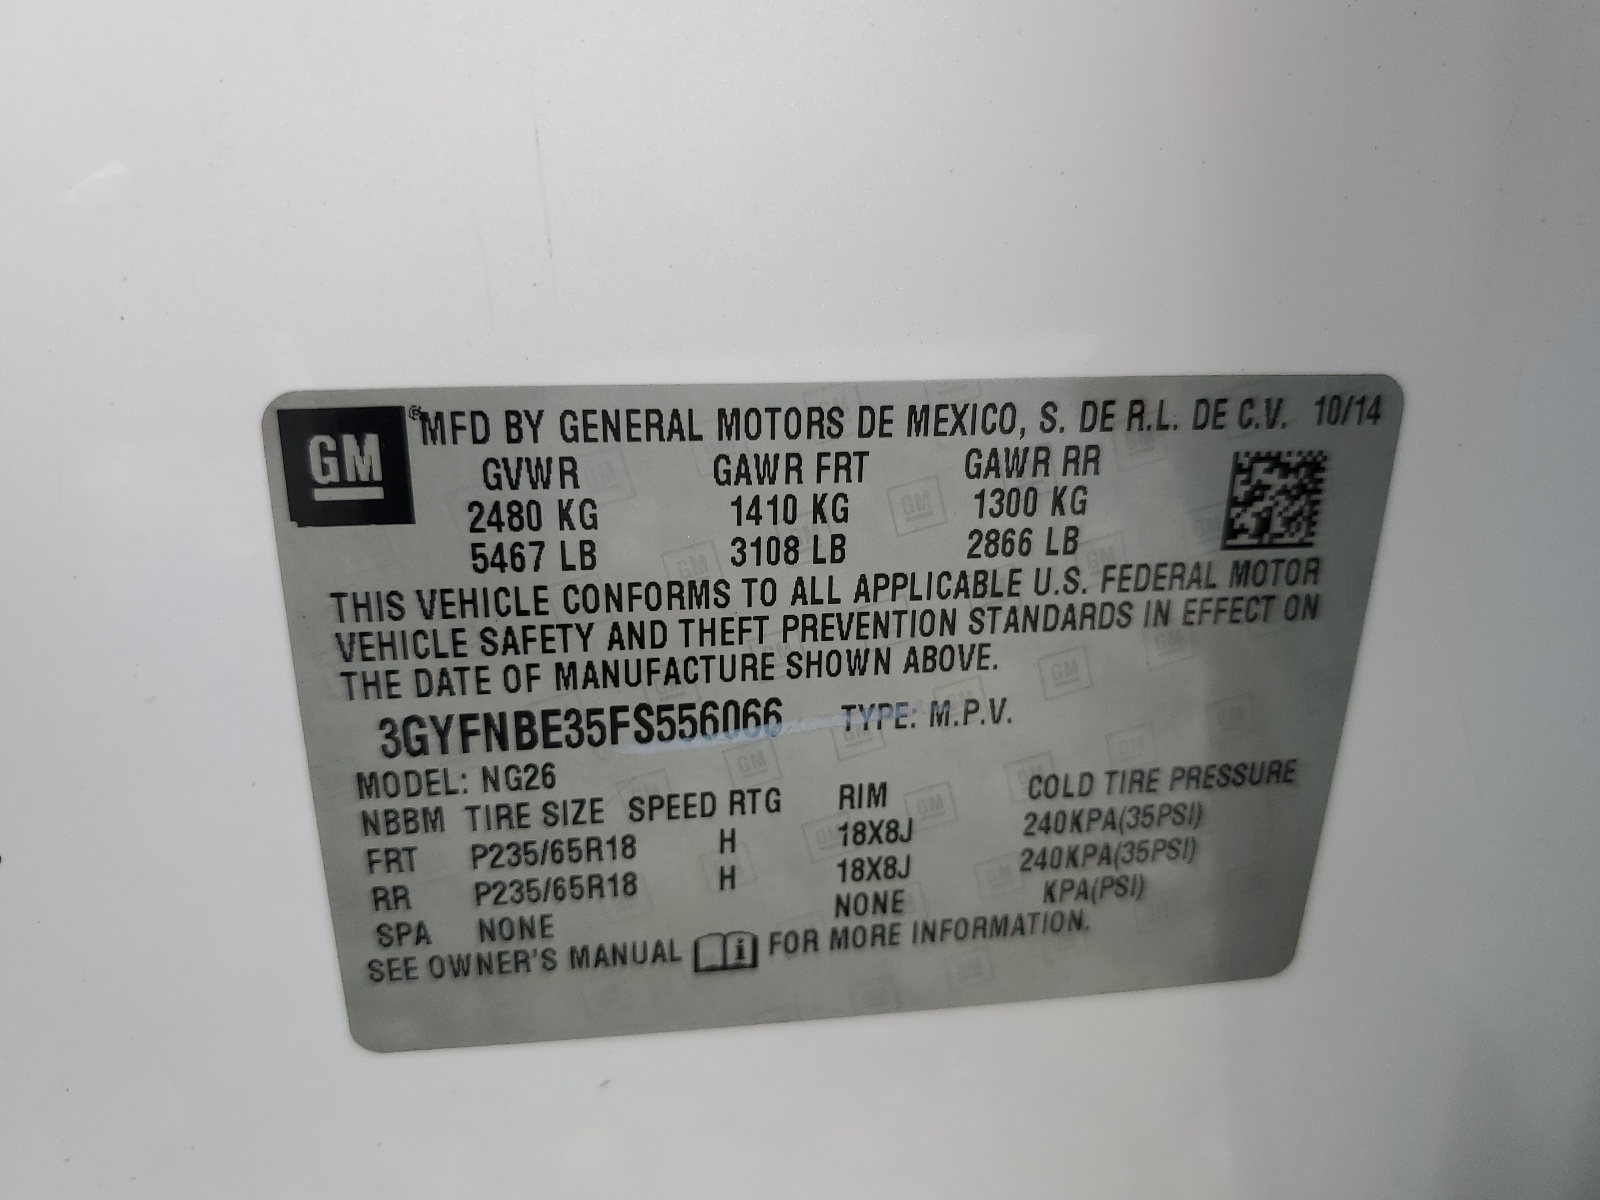 GM ® MFD BY GENERAL MOTORS DE MEXICO, S. DE R.L. DE C.V. 10/14
GVWR GAWR FRT GAWR RR
2480 KG 1410 KG 1300 KG
5467 LB 3108 LB 2866 LB
THIS VEHICLE CONFORMS TO ALL APPLICABLE U.S. FEDERAL MOTOR
VEHICLE SAFETY AND THEFT PREVENTION STANDARDS IN EFFECT ON
THE DATE OF MANUFACTURE SHOWN ABOVE.
3GYFNBE35FS556066 TYPE: M.P.V.
MODEL: NG26
NBBM TIRE SIZE SPEED RTG RIM COLD TIRE PRESSURE
FRT P235/65R18 H 18X8J 240KPA(35PSI)
RR P235/65R18 H 18X8J 240KPA(35PSI)
SPA NONE NONE KPA(PSI)
SEE OWNER'S MANUAL i FOR MORE INFORMATION.